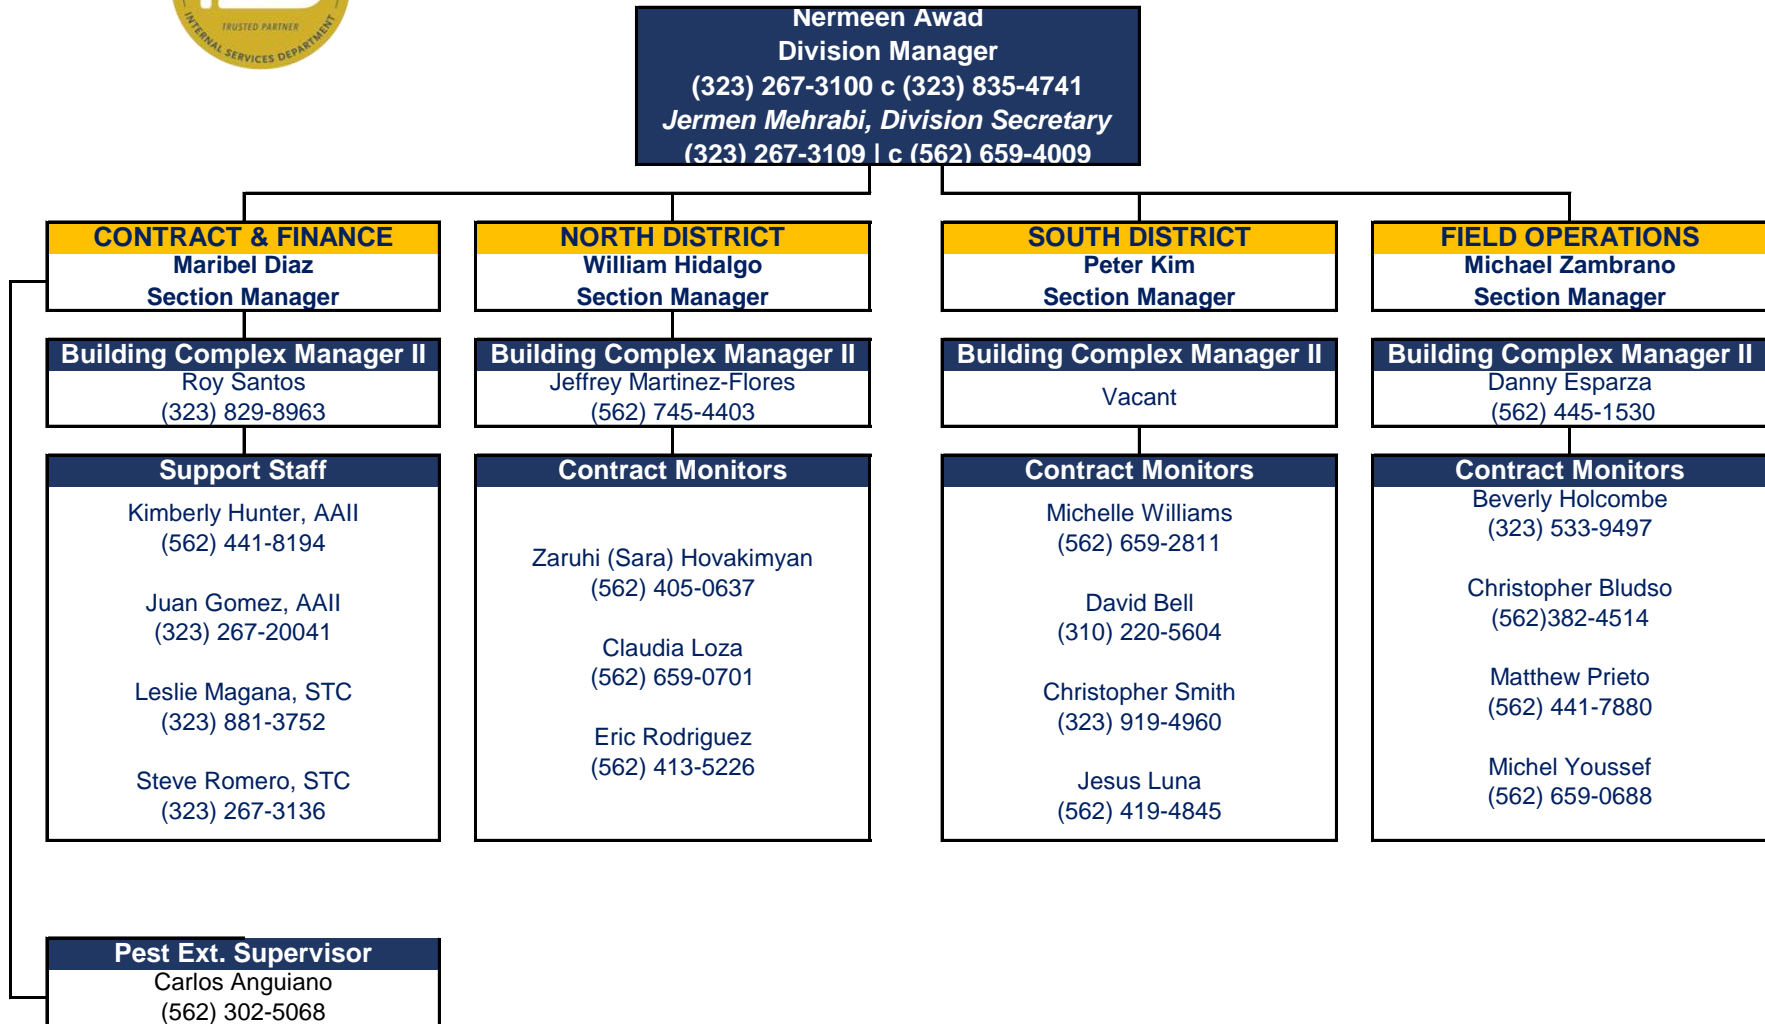 TRUSTED PARTNER
INTERNAL SERVICES DEPARTMENT
Nermeen Awad
Division Manager
(323) 267-3100 c (323) 835-4741
Jermen Mehrabi, Division Secretary
(323) 267-3109 | c (562) 659-4009
CONTRACT & FINANCE
Maribel Diaz
Section Manager
Building Complex Manager II
Roy Santos
(323) 829-8963
Support Staff
Kimberly Hunter, AAII
(562) 441-8194
Juan Gomez, AAII
(323) 267-20041
Leslie Magana, STC
(323) 881-3752
Steve Romero, STC
(323) 267-3136
Pest Ext. Supervisor
Carlos Anguiano
(562) 302-5068
NORTH DISTRICT
William Hidalgo
Section Manager
Building Complex Manager II
Jeffrey Martinez-Flores
(562) 745-4403
Contract Monitors
Zaruhi (Sara) Hovakimyan
(562) 405-0637
Claudia Loza
(562) 659-0701
Eric Rodriguez
(562) 413-5226
SOUTH DISTRICT
Peter Kim
Section Manager
Building Complex Manager II
Vacant
Contract Monitors
Michelle Williams
(562) 659-2811
David Bell
(310) 220-5604
Christopher Smith
(323) 919-4960
Jesus Luna
(562) 419-4845
FIELD OPERATIONS
Michael Zambrano
Section Manager
Building Complex Manager II
Danny Esparza
(562) 445-1530
Contract Monitors
Beverly Holcombe
(323) 533-9497
Christopher Bludso
(562)382-4514
Matthew Prieto
(562) 441-7880
Michel Youssef
(562) 659-0688